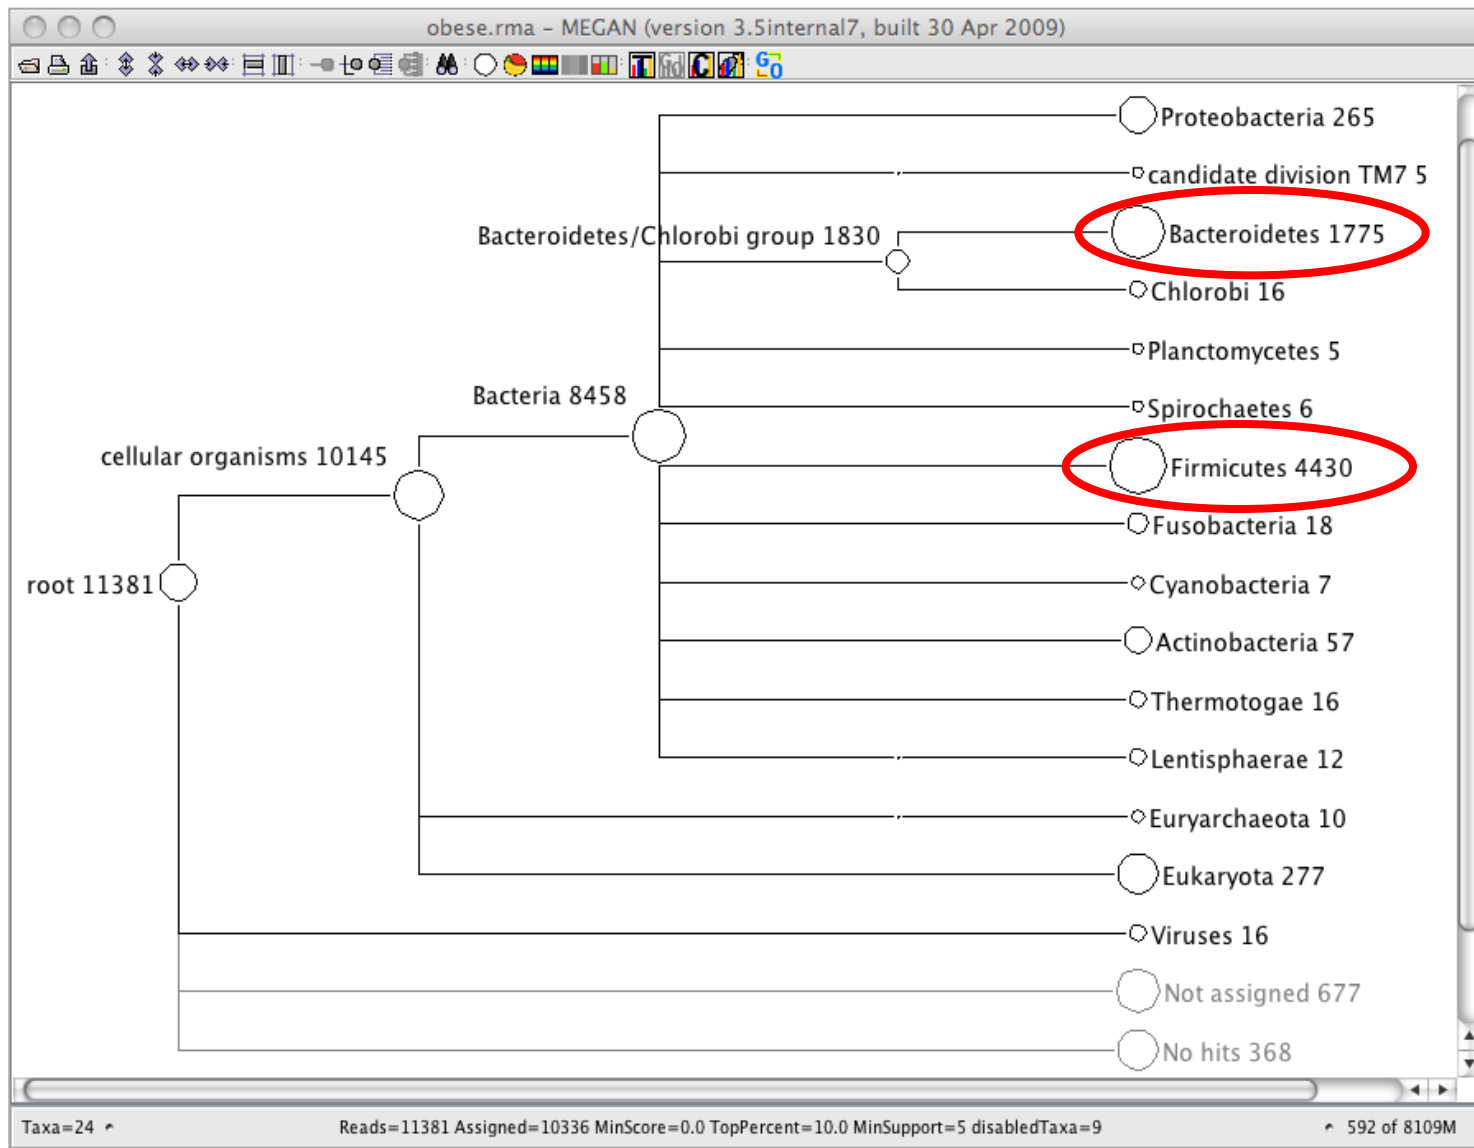 obese.rma – MEGAN (version 3.5internal7, built 30 Apr 2009)
Proteobacteria 265
candidate division TM7 5
Bacteroidetes/Chlorobi group 1830
Bacteroidetes 1775
Chlorobi 16
Planctomycetes 5
Bacteria 8458
Spirochaetes 6
cellular organisms 10145
Firmicutes 4430
Fusobacteria 18
root 11381
Cyanobacteria 7
Actinobacteria 57
Thermotogae 16
Lentisphaerae 12
Euryarchaeota 10
Eukaryota 277
Viruses 16
Not assigned 677
No hits 368
Taxa=24
Reads=11381 Assigned=10336 MinScore=0.0 TopPercent=10.0 MinSupport=5 disabledTaxa=9
592 of 8109M